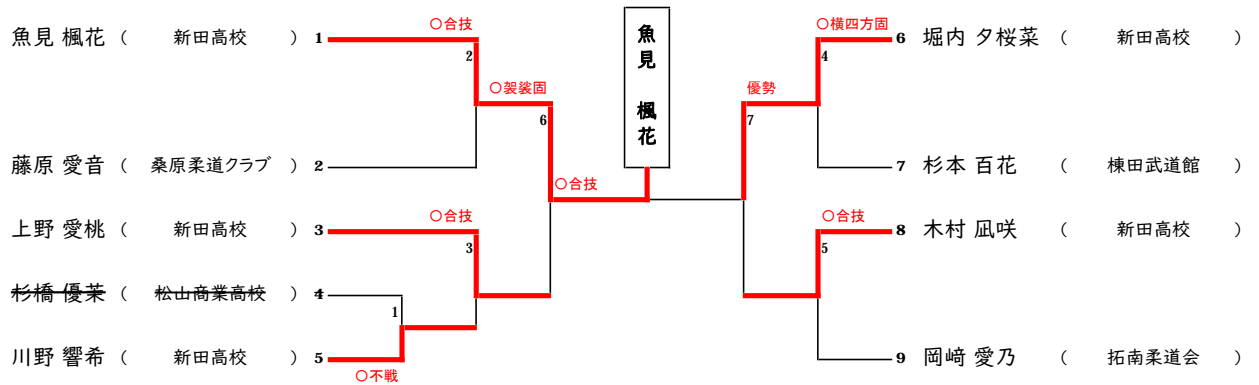 魚見 楓花 ( 新田高校 ) 1
藤原 愛音 ( 桑原柔道クラブ ) 2
上野 愛桃 ( 新田高校 ) 3
杉橋 優茉 ( 松山商業高校 ) 4
川野 響希 ( 新田高校 ) 5
○合技
2
○袈裟固
6
○合技
○合技
3
1
○不戦
魚見 楓花
○横四方固
4
優勢
7
○合技
5
6 堀内 夕桜菜 ( 新田高校 )
7 杉本 百花 ( 棟田武道館 )
8 木村 凪咲 ( 新田高校 )
9 岡﨑 愛乃 ( 拓南柔道会 )